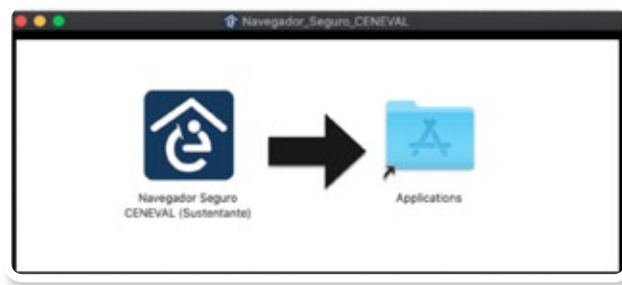 Navegador_Seguro_CENEVAL
Navegador Seguro
CENEVAL (Sustentante)
Applications